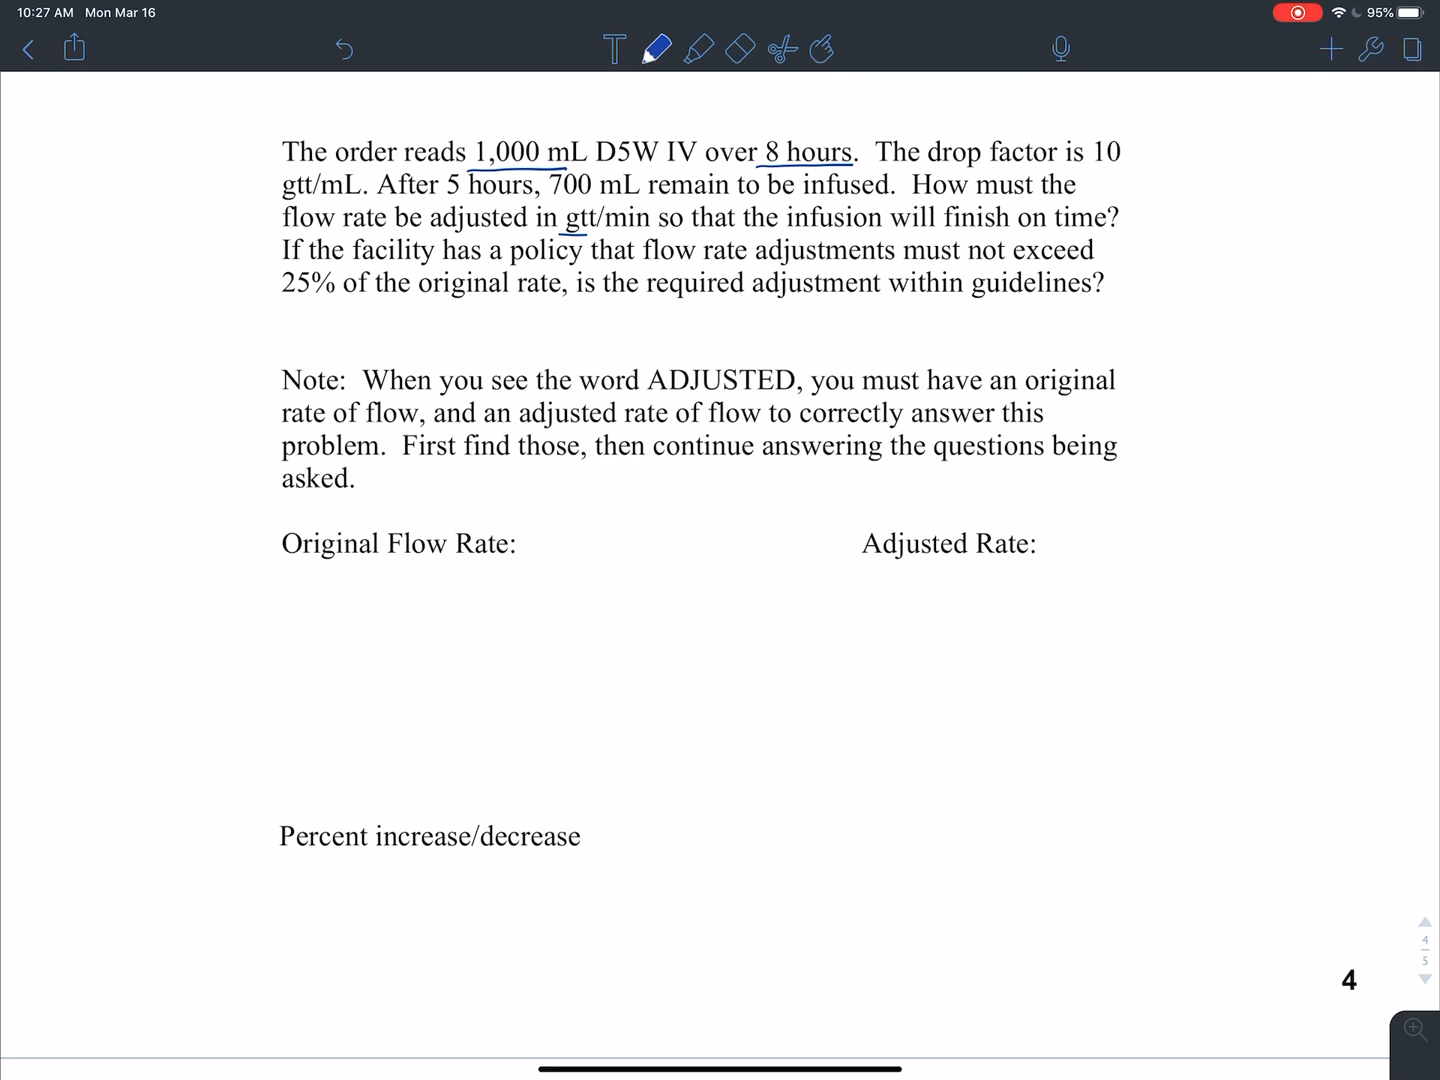 10:27 AM Mon Mar 16
95%
T
The order reads 1,000 mL D5W IV over 8 hours. The drop factor is 10
gtt/mL. After 5 hours, 700 mL remain to be infused. How must the
flow rate be adjusted in gtt/min so that the infusion will finish on time?
If the facility has a policy that flow rate adjustments must not exceed
25% of the original rate, is the required adjustment within guidelines?
Note: When you see the word ADJUSTED, you must have an original
rate of flow, and an adjusted rate of flow to correctly answer this
problem. First find those, then continue answering the questions being
asked.
Original Flow Rate:
Adjusted Rate:
Percent increase/decrease
4
5
4